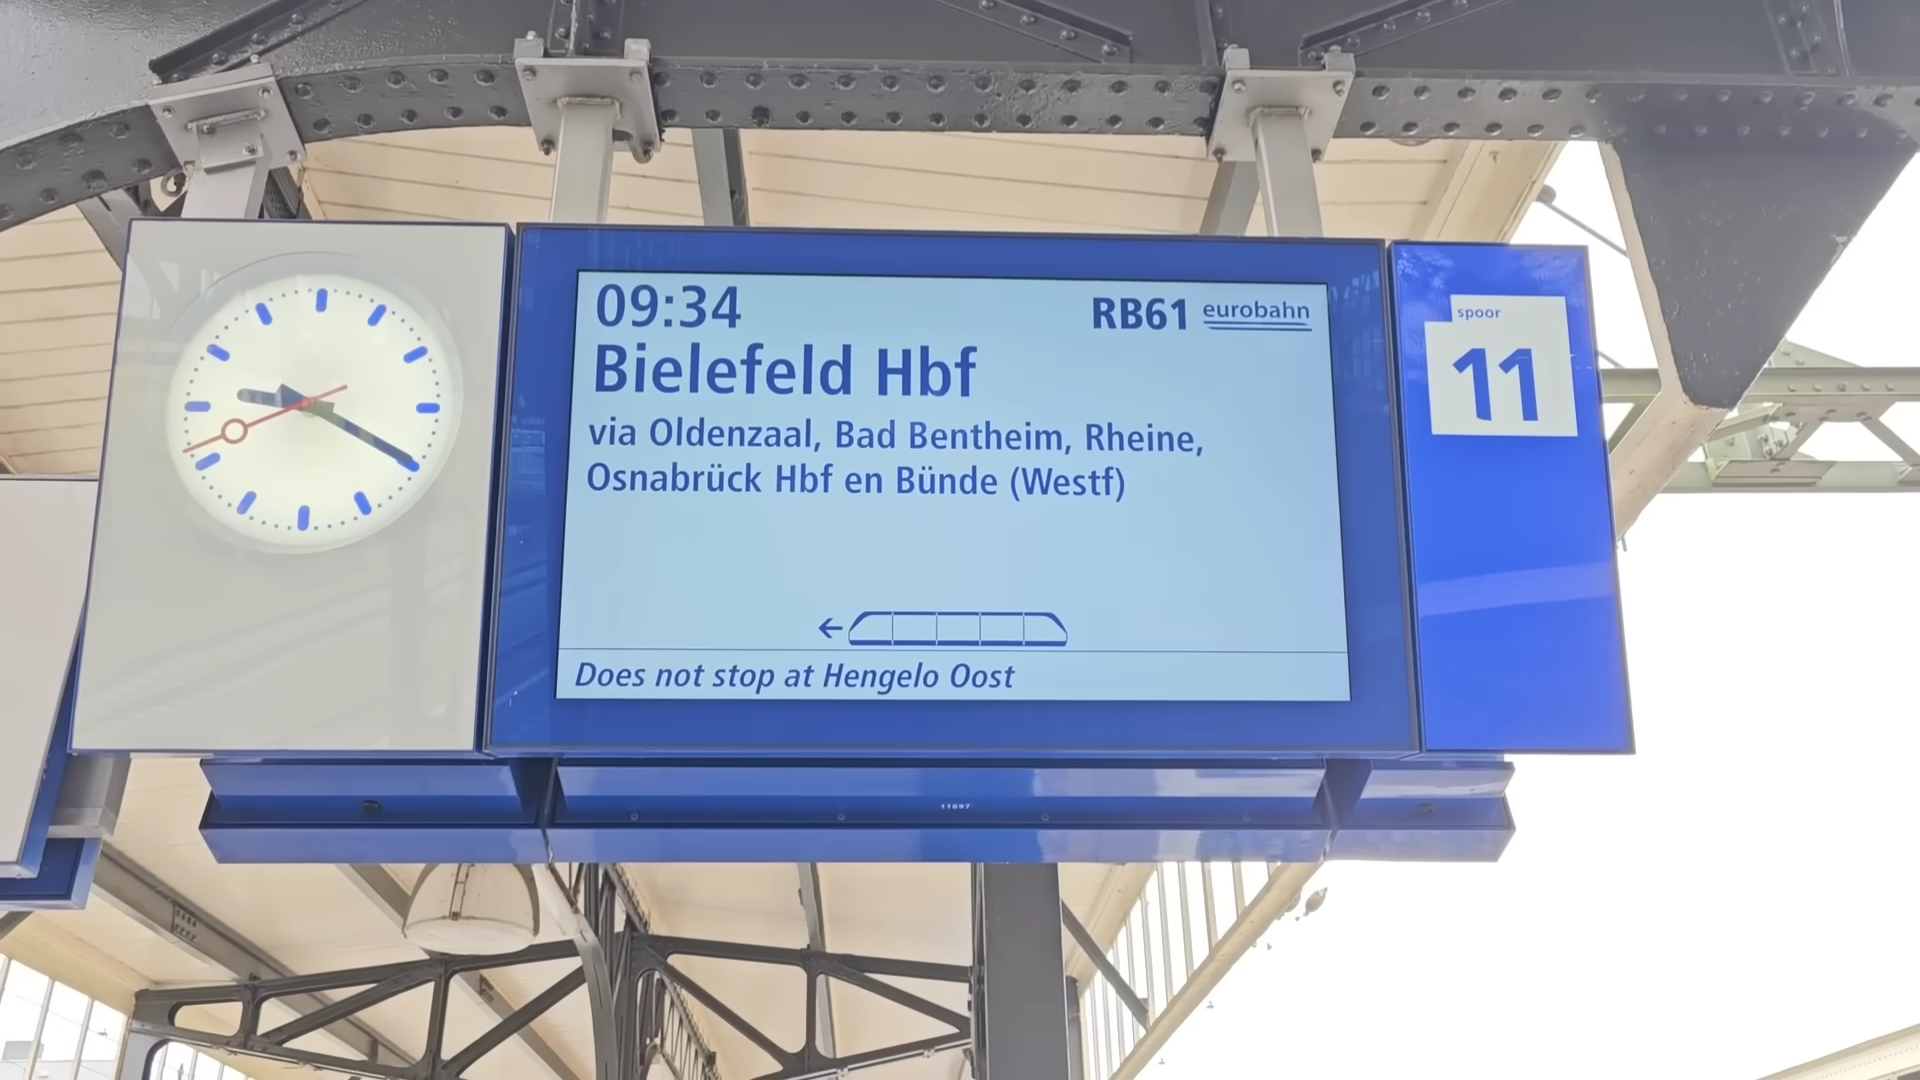 09:34
RB61 eurobahn
Bielefeld Hbf
via Oldenzaal, Bad Bentheim, Rheine,
Osnabrück Hbf en Bünde (Westf)
Does not stop at Hengelo Oost
spoor
11